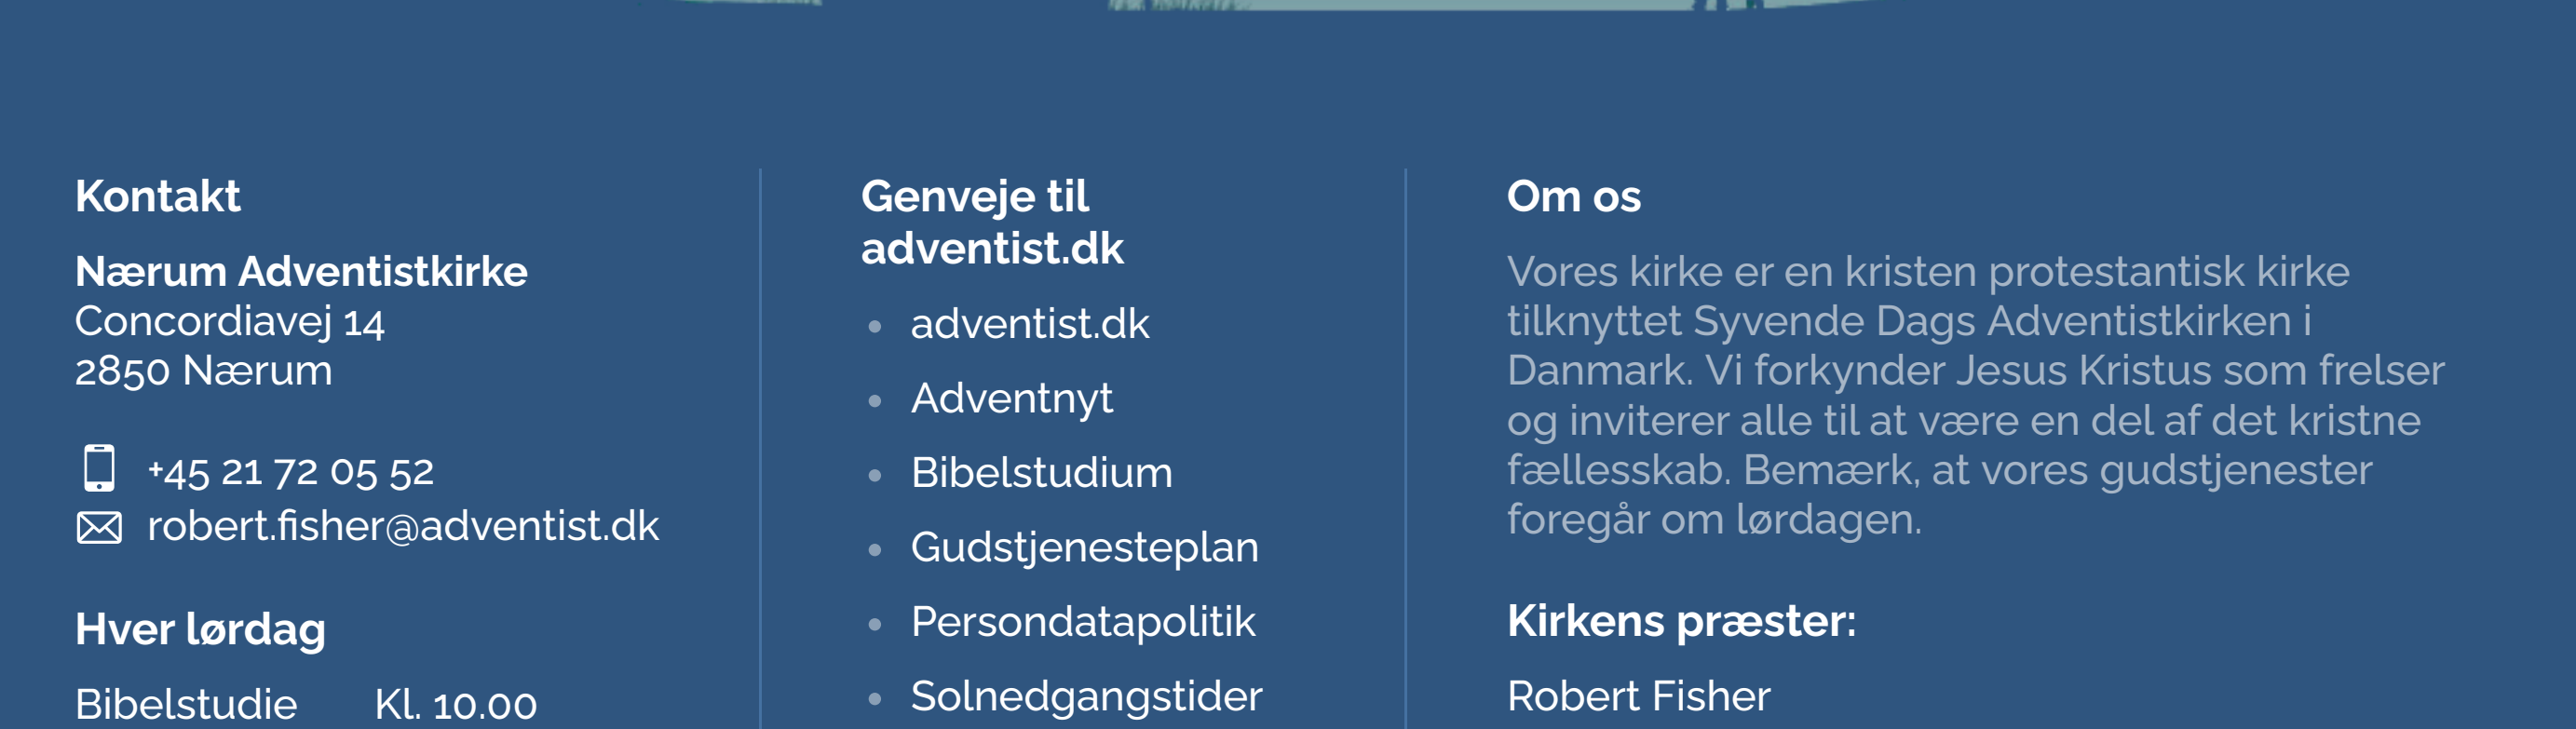 Kontakt
Nærum Adventistkirke
Concordiavej 14
2850 Nærum
+45 21 72 05 52
robert.fisher@adventist.dk
Hver lørdag
Bibelstudie Kl. 10.00
Genveje til
adventist.dk
adventist.dk
Adventnyt
Bibelstudium
Gudstjenesteplan
Persondatapolitik
Solnedgangstider
Om os
Vores kirke er en kristen protestantisk kirke
tilknyttet Syvende Dags Adventistkirken i
Danmark. Vi forkynder Jesus Kristus som frelser
og inviterer alle til at være en del af det kristne
fællesskab. Bemærk, at vores gudstjenester
foregår om lørdagen.
Kirkens præster:
Robert Fisher